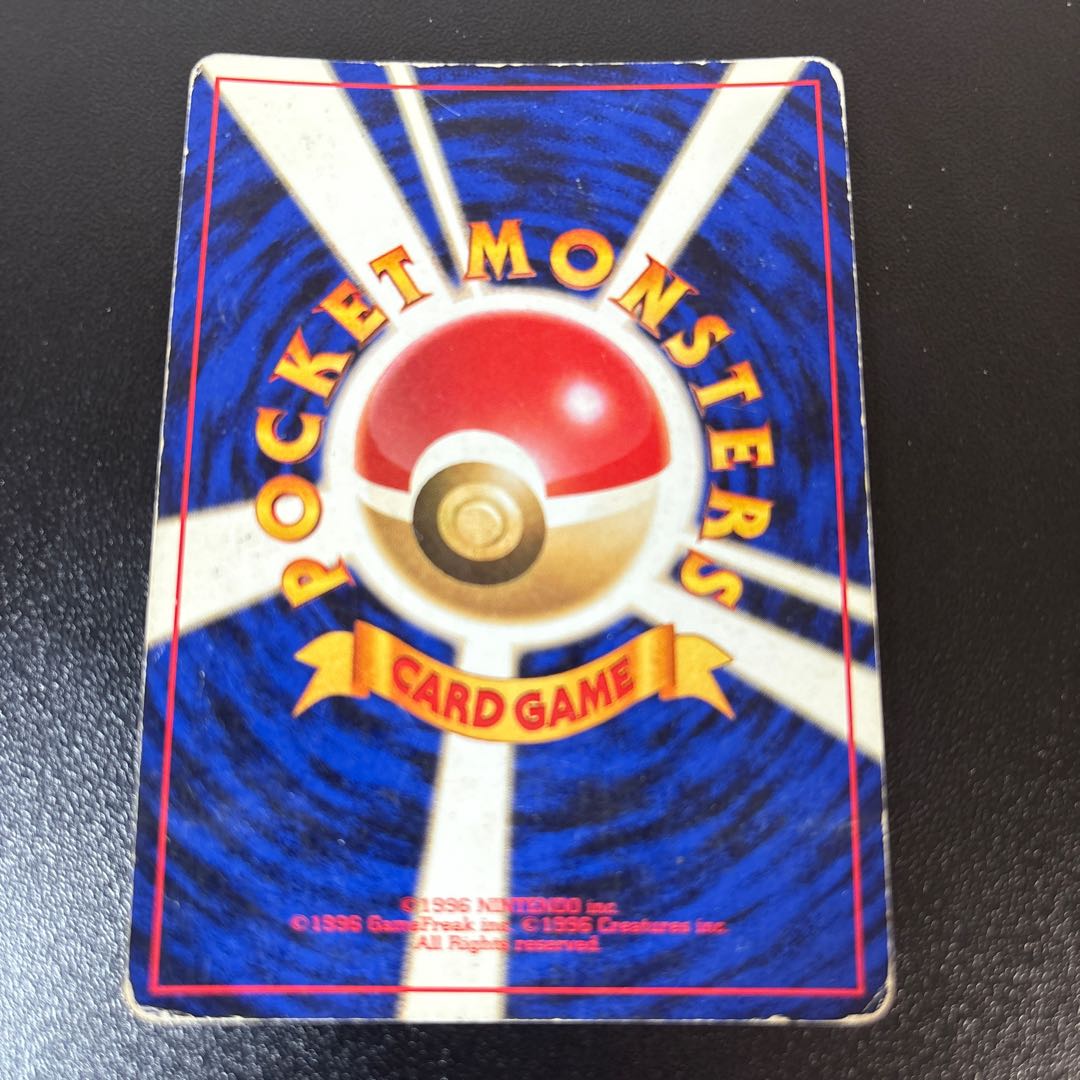 POCKET MONSTERS
CARD GAME
©1996 NINTENDO inc.
©1996 GameFreak inc. ©1996 Creatures inc.
All Rights reserved.